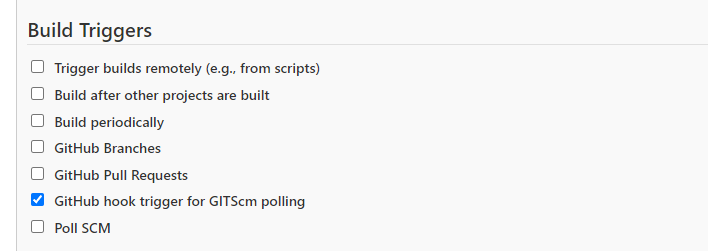 Build Triggers
Trigger builds remotely (e.g., from scripts)
Build after other projects are built
Build periodically
GitHub Branches
GitHub Pull Requests
GitHub hook trigger for GITScm polling
Poll SCM